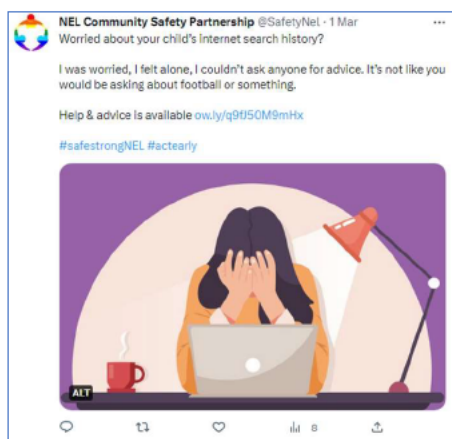 NEL Community Safety Partnership @SafetyNel · 1 Mar ...
Worried about your child's internet search history?
I was worried, I felt alone, I couldn't ask anyone for advice. It's not like you
would be asking about football or something.
Help & advice is available ow.ly/q9fJ50M9mHx
#safestrongNEL #actearly
ALT
8